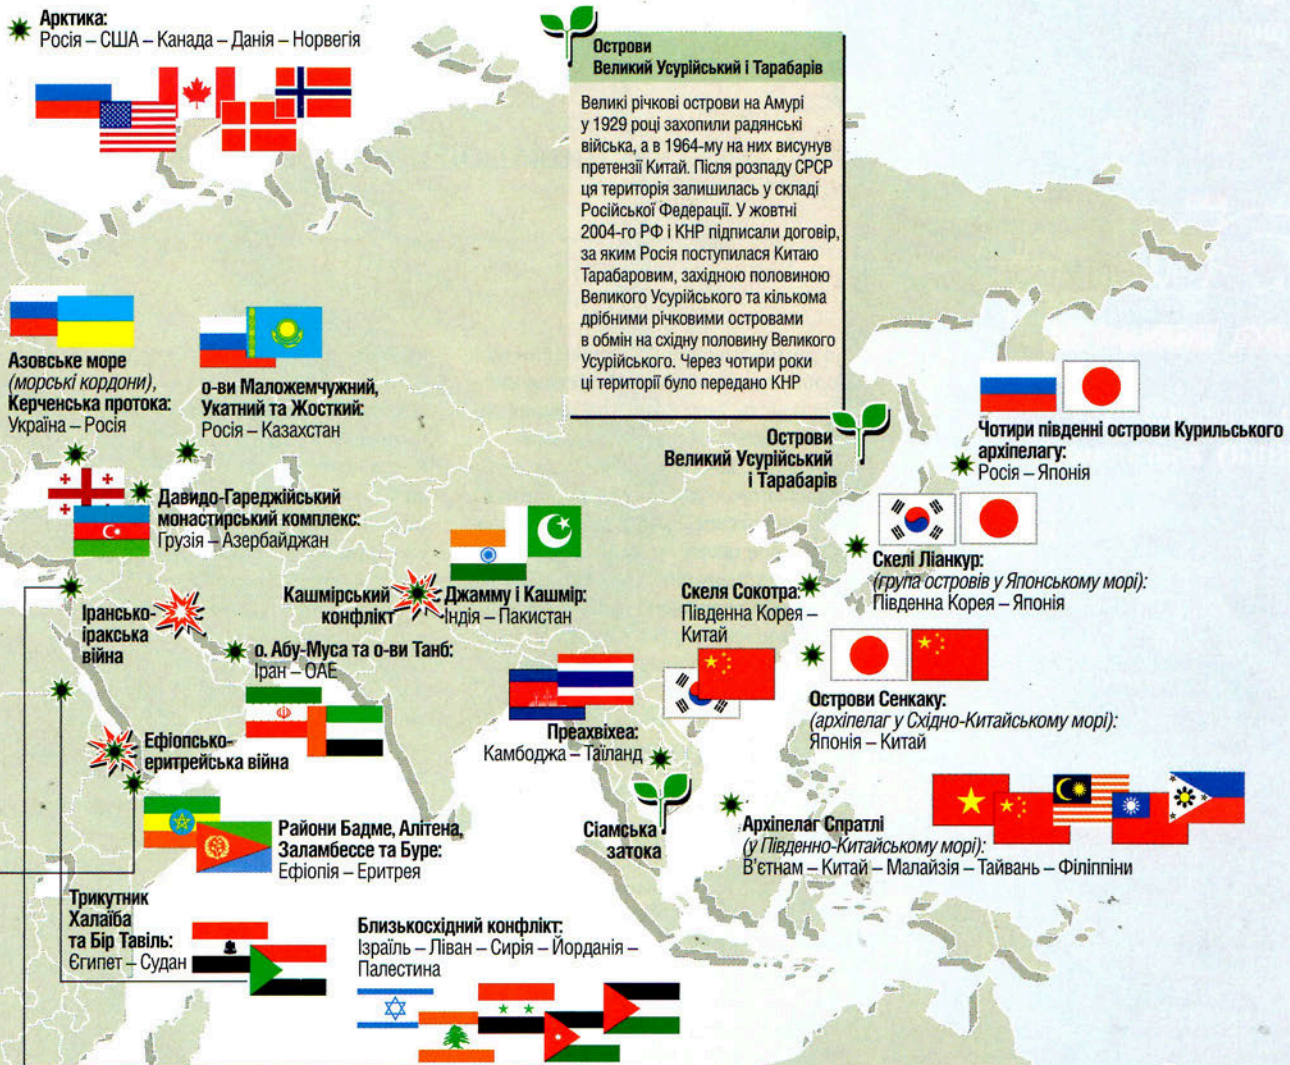 Арктика:
Росія – США – Канада – Данія – Норвегія
Острови
Великий Усурійський і Тарабарів
Великі річкові острови на Амурі
у 1929 році захопили радянські
війська, а в 1964-му на них висунув
претензії Китай. Після розпаду СРСР
ця територія залишилась у складі
Російської Федерації. У жовтні
2004-го РФ і КНР підписали договір,
за яким Росія поступилася Китаю
Тарабаровим, західною половиною
Великого Усурійського та кількома
дрібними річковими островами
в обмін на східну половину Великого
Усурійського. Через чотири роки
ці території було передано КНР
Азовське море
(морські кордони),
Керченська протока:
Україна – Росія
о-ви Маложемчужний,
Укатний та Жосткий:
Росія – Казахстан
Острови
Великий Усурійський
і Тарабарів
Чотири південні острови Курильського
архіпелагу:
Росія – Японія
Давидо-Гареджійський
монастирський комплекс:
Грузія – Азербайджан
Скелі Ліанкур:
(група островів у Японському морі):
Південна Корея – Японія
Ірансько-
іракська
війна
Кашмірський
конфлікт
Джамму і Кашмір:
Індія – Пакистан
Скеля Сокотра:
Південна Корея –
Китай
о. Абу-Муса та о-ви Танб:
Іран – ОАЕ
Острови Сенкаку:
(архіпелаг у Східно-Китайському морі):
Японія – Китай
Ефіопсько-
еритрейська війна
Преахвіхеа:
Камбоджа – Таїланд
Райони Бадме, Алітена,
Заламбессе та Буре:
Ефіопія – Еритрея
Сіамська
затока
Архіпелаг Спратлі
(у Південно-Китайському морі):
В'єтнам – Китай – Малайзія – Тайвань – Філіппіни
Трикутник
Халаїба
та Бір Тавіль:
Єгипет – Судан
Близькосхідний конфлікт:
Ізраїль – Ліван – Сирія – Йорданія –
Палестина